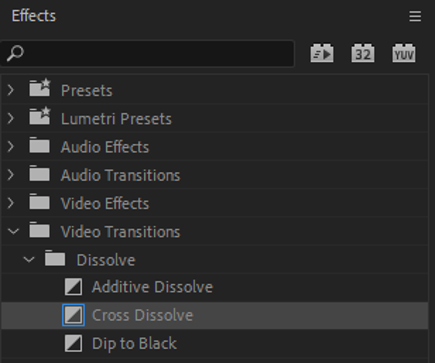 Effects
32 YUV
Presets
Lumetri Presets
Audio Effects
Audio Transitions
Video Effects
Video Transitions
Dissolve
Additive Dissolve
Cross Dissolve
Dip to Black